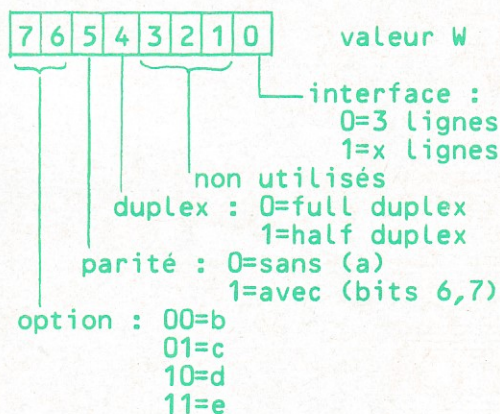 7 6 5 4 3 2 1 0 valeur W
interface :
0=3 lignes
1=x lignes
non utilisés
duplex : 0=full duplex
1=half duplex
parité : 0=sans (a)
1=avec (bits 6,7)
option : 00=b
01=c
10=d
11=e